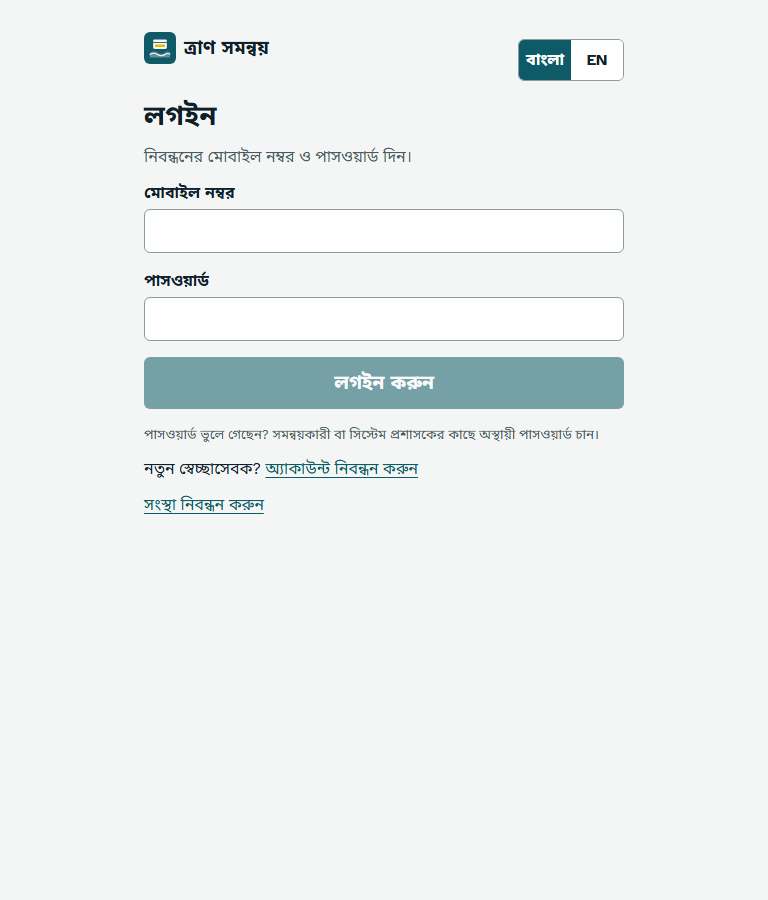 ত্রাণ সমন্বয়
বাংলা EN
লগইন
নিবন্ধনের মোবাইল নম্বর ও পাসওয়ার্ড দিন।
মোবাইল নম্বর
পাসওয়ার্ড
লগইন করুন
পাসওয়ার্ড ভুলে গেছেন? সমন্বয়কারী বা সিস্টেম প্রশাসকের কাছে অস্থায়ী পাসওয়ার্ড চান।
নতুন স্বেচ্ছাসেবক? অ্যাকাউন্ট নিবন্ধন করুন
সংস্থা নিবন্ধন করুন